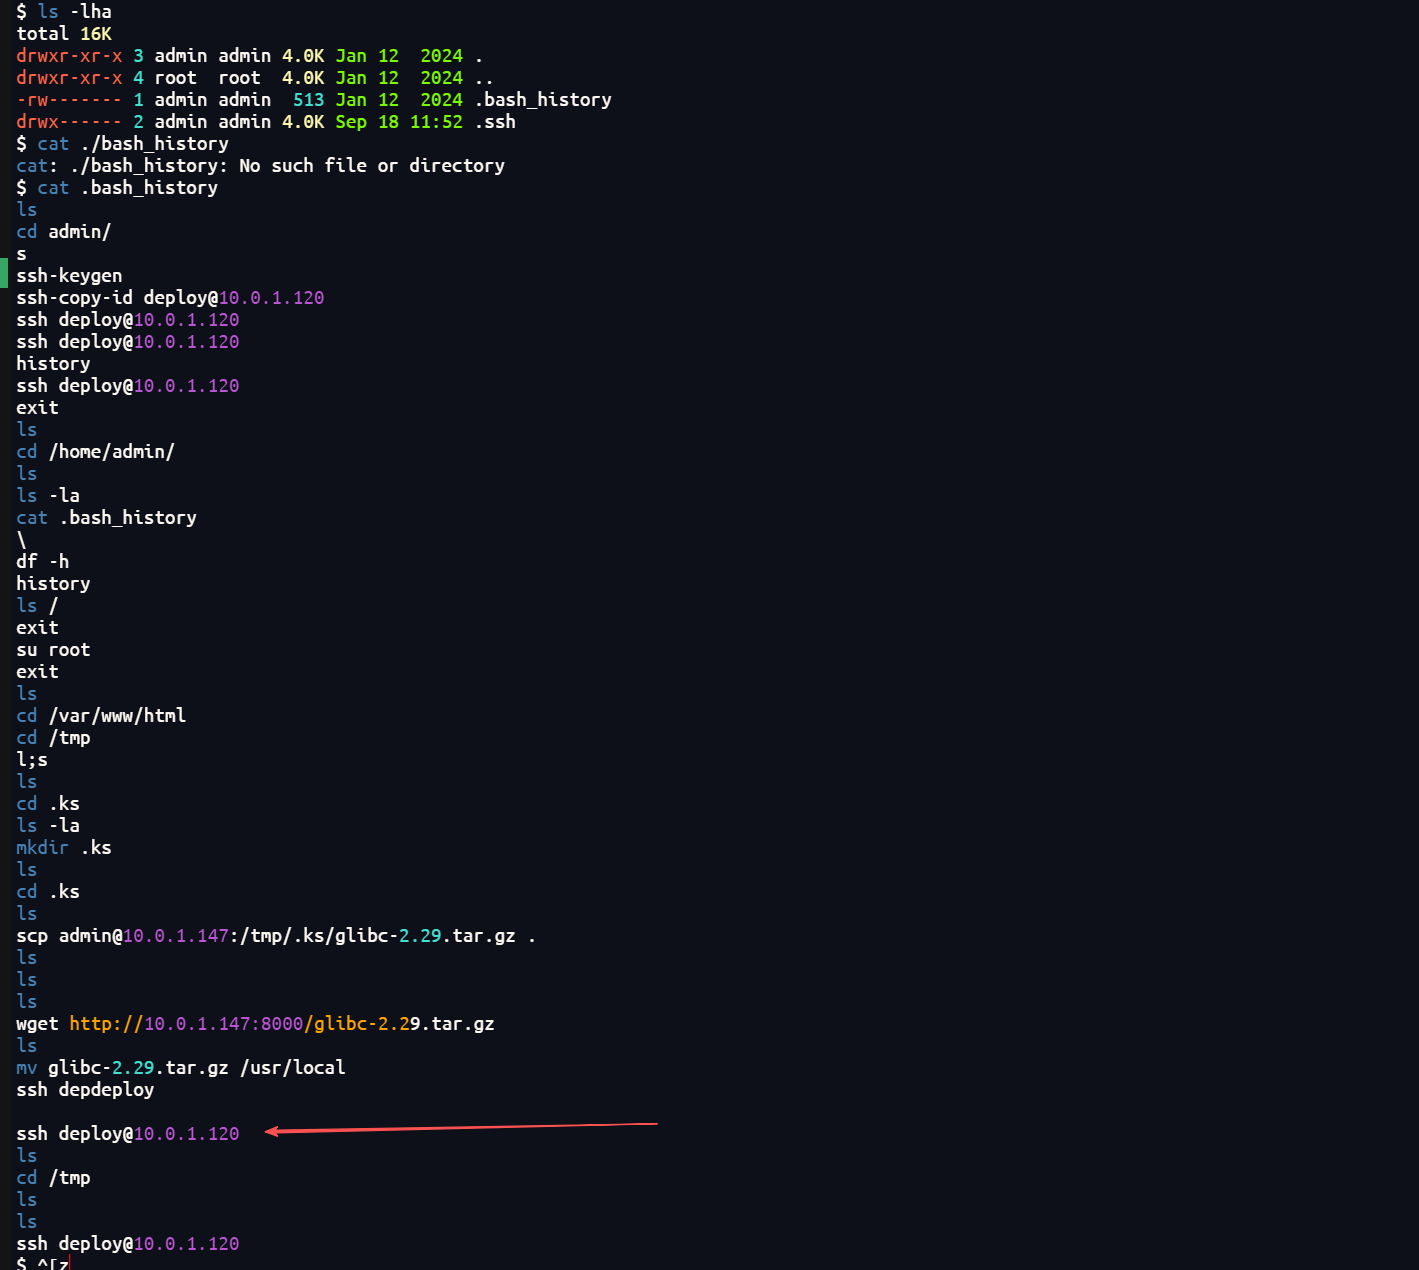 $ ls -lha
total 16K
drwxr-xr-x 3 admin admin 4.0K Jan 12  2024 .
drwxr-xr-x 4 root  root  4.0K Jan 12  2024 ..
-rw------- 1 admin admin  513 Jan 12  2024 .bash_history
drwx------ 2 admin admin 4.0K Sep 18 11:52 .ssh
$ cat ./bash_history
cat: ./bash_history: No such file or directory
$ cat .bash_history
ls
cd admin/
s
ssh-keygen
ssh-copy-id deploy@10.0.1.120
ssh deploy@10.0.1.120
ssh deploy@10.0.1.120
history
ssh deploy@10.0.1.120
exit
ls
cd /home/admin/
ls
ls -la
cat .bash_history
\
df -h
history
ls /
exit
su root
exit
ls
cd /var/www/html
cd /tmp
l;s
ls
cd .ks
ls -la
mkdir .ks
ls
cd .ks
ls
scp admin@10.0.1.147:/tmp/.ks/glibc-2.29.tar.gz .
ls
ls
ls
wget http://10.0.1.147:8000/glibc-2.29.tar.gz
ls
mv glibc-2.29.tar.gz /usr/local
ssh depdeploy
ssh deploy@10.0.1.120
ls
cd /tmp
ls
ls
ssh deploy@10.0.1.120
$ ^[z